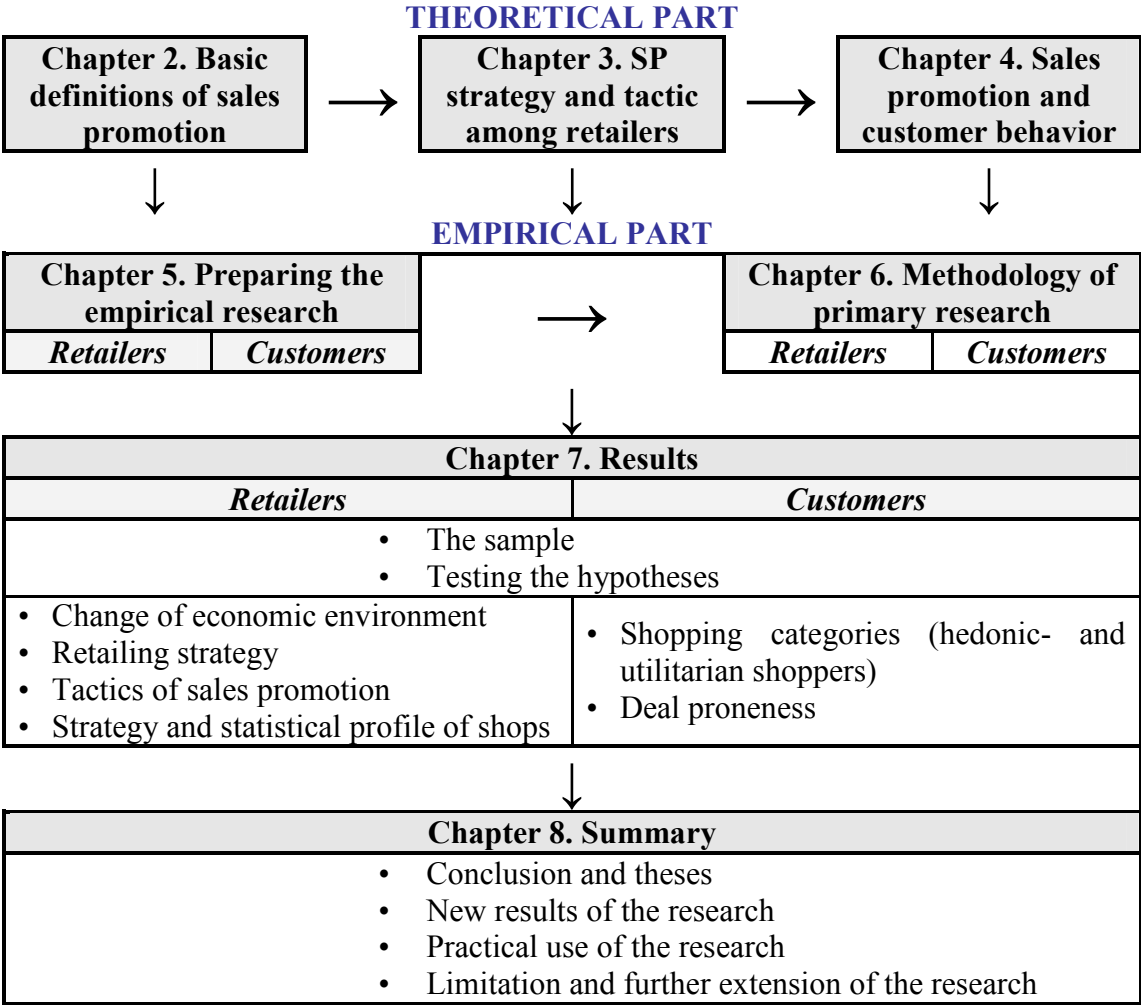 THEORETICAL PART
Chapter 2. Basic
definitions of sales
promotion
Chapter 3. SP
strategy and tactic
among retailers
Chapter 4. Sales
promotion and
customer behavior
EMPIRICAL PART
Chapter 5. Preparing the
empirical research
Retailers
Customers
Chapter 6. Methodology of
primary research
Retailers
Customers
Chapter 7. Results
Retailers
Customers
• The sample
• Testing the hypotheses
• Change of economic environment
• Retailing strategy
• Tactics of sales promotion
• Strategy and statistical profile of shops
• Shopping categories (hedonic- and
utilitarian shoppers)
• Deal proneness
Chapter 8. Summary
• Conclusion and theses
• New results of the research
• Practical use of the research
• Limitation and further extension of the research